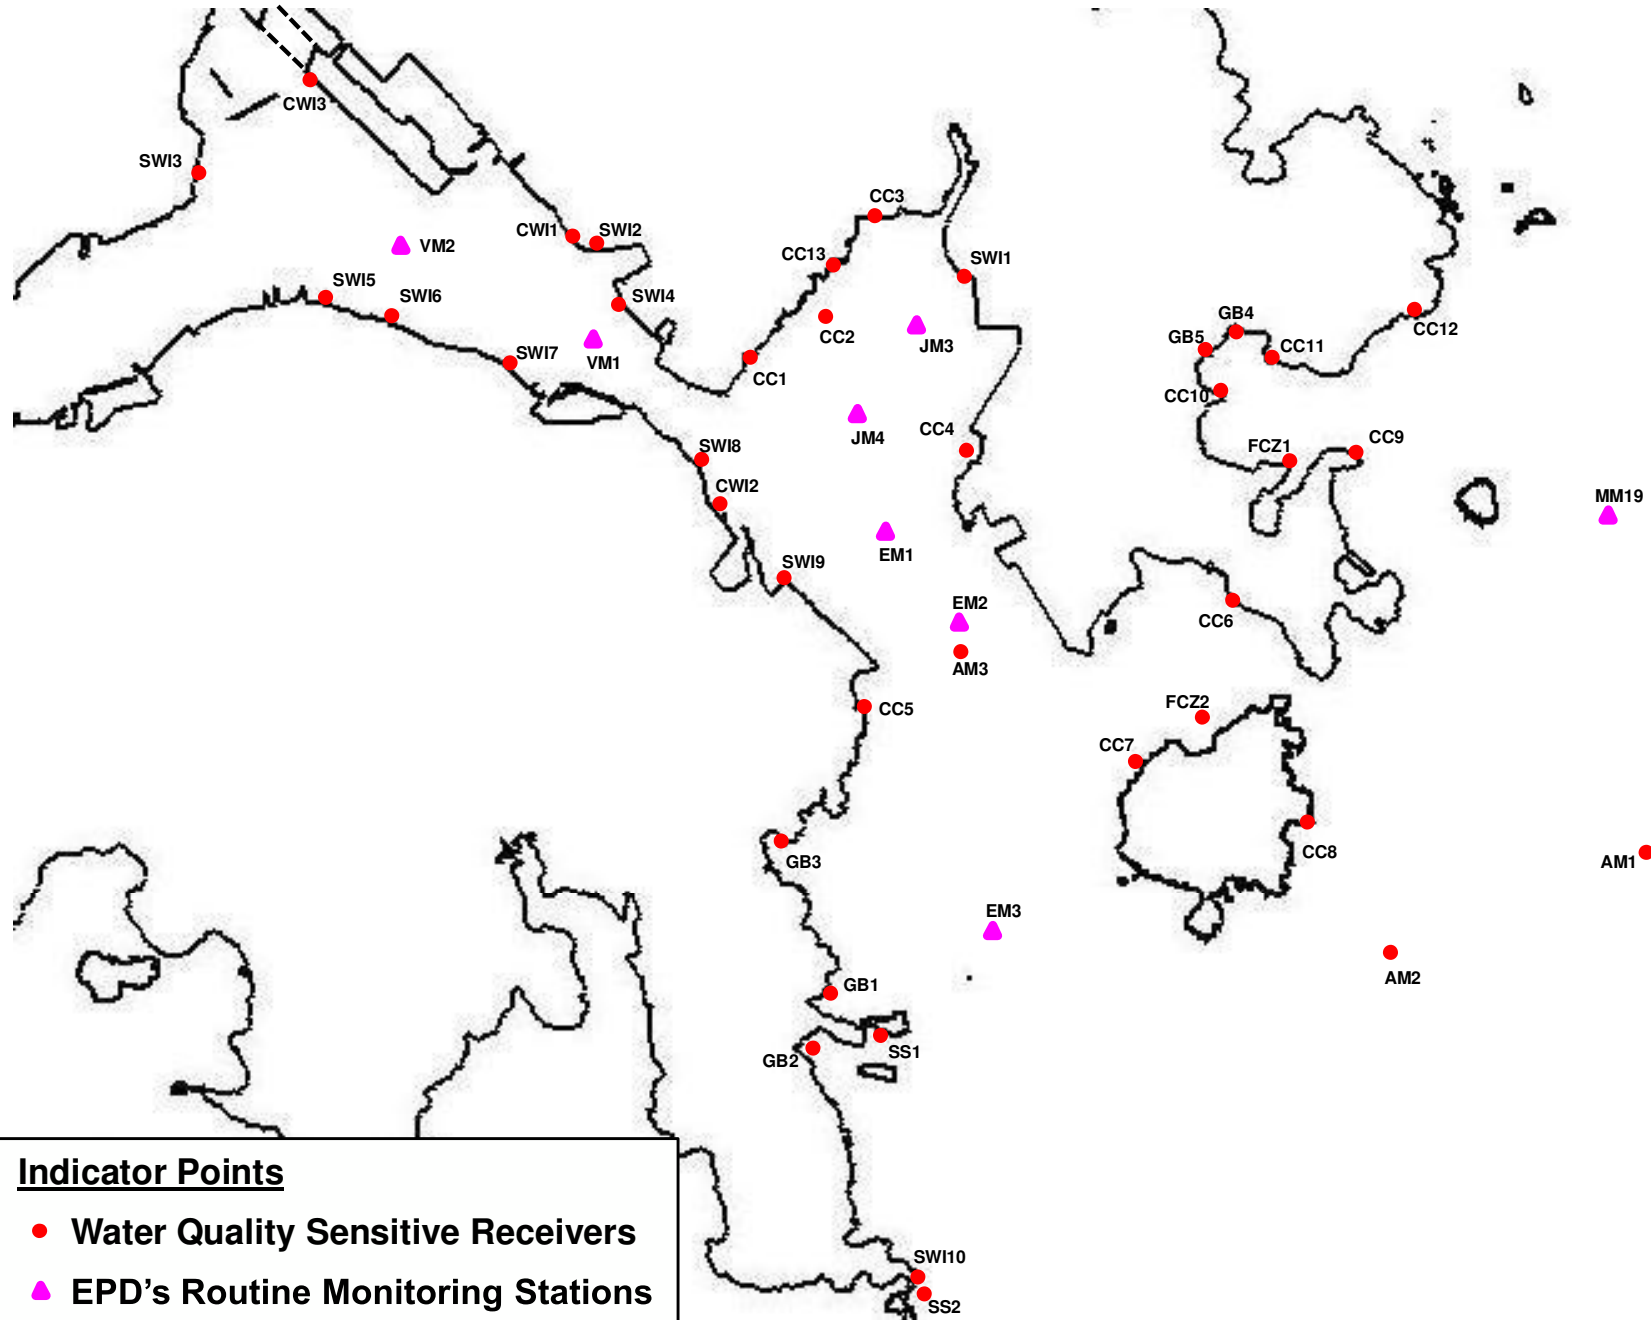 CWI3
SWI3
CC3
CWI1
SWI2
VM2
CC13
SWI1
SWI5
SWI6
SWI4
GB4
CC12
CC2
JM3
GB5
CC11
SWI7
VM1
CC1
CC10
CC4
JM4
CC9
SWI8
FCZ1
CWI2
MM19
EM1
SWI9
EM2
CC6
AM3
FCZ2
CC5
CC7
CC8
GB3
AM1
EM3
AM2
GB1
SS1
GB2
Indicator Points
Water Quality Sensitive Receivers
SWI10
EPD's Routine Monitoring Stations
SS2